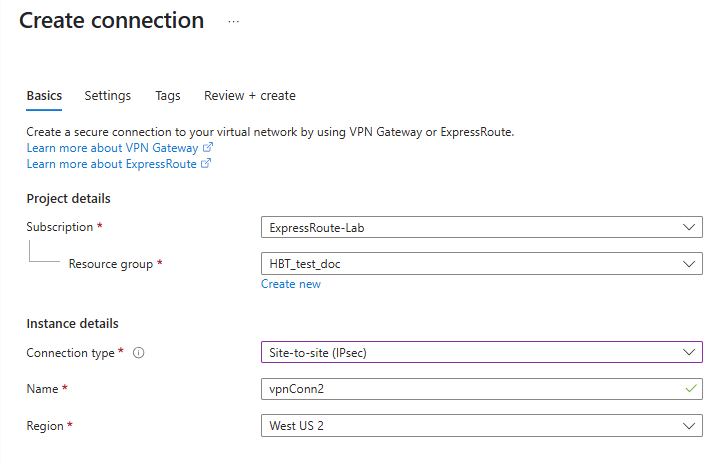 Create connection ...
Basics Settings Tags Review + create
Create a secure connection to your virtual network by using VPN Gateway or ExpressRoute.
Learn more about VPN Gateway
Learn more about ExpressRoute
Project details
Subscription * ExpressRoute-Lab
Resource group * HBT_test_doc
Create new
Instance details
Connection type * Site-to-site (IPsec)
Name * vpnConn2
Region * West US 2